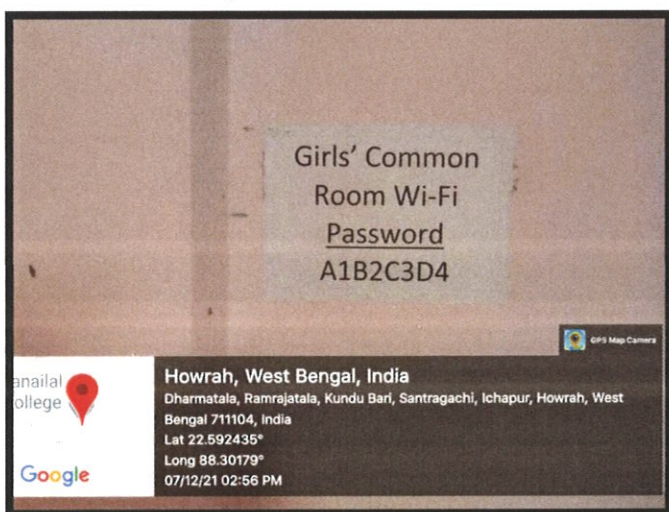 Girls' Common
Room Wi-Fi
Password
A1B2C3D4
GPS Map Camera
anailal
ollege
Google
Howrah, West Bengal, India
Dharmatala, Ramrajatala, Kundu Bari, Santragachi, Ichapur, Howrah, West
Bengal 711104, India
Lat 22.592435°
Long 88.30179°
07/12/21 02:56 PM